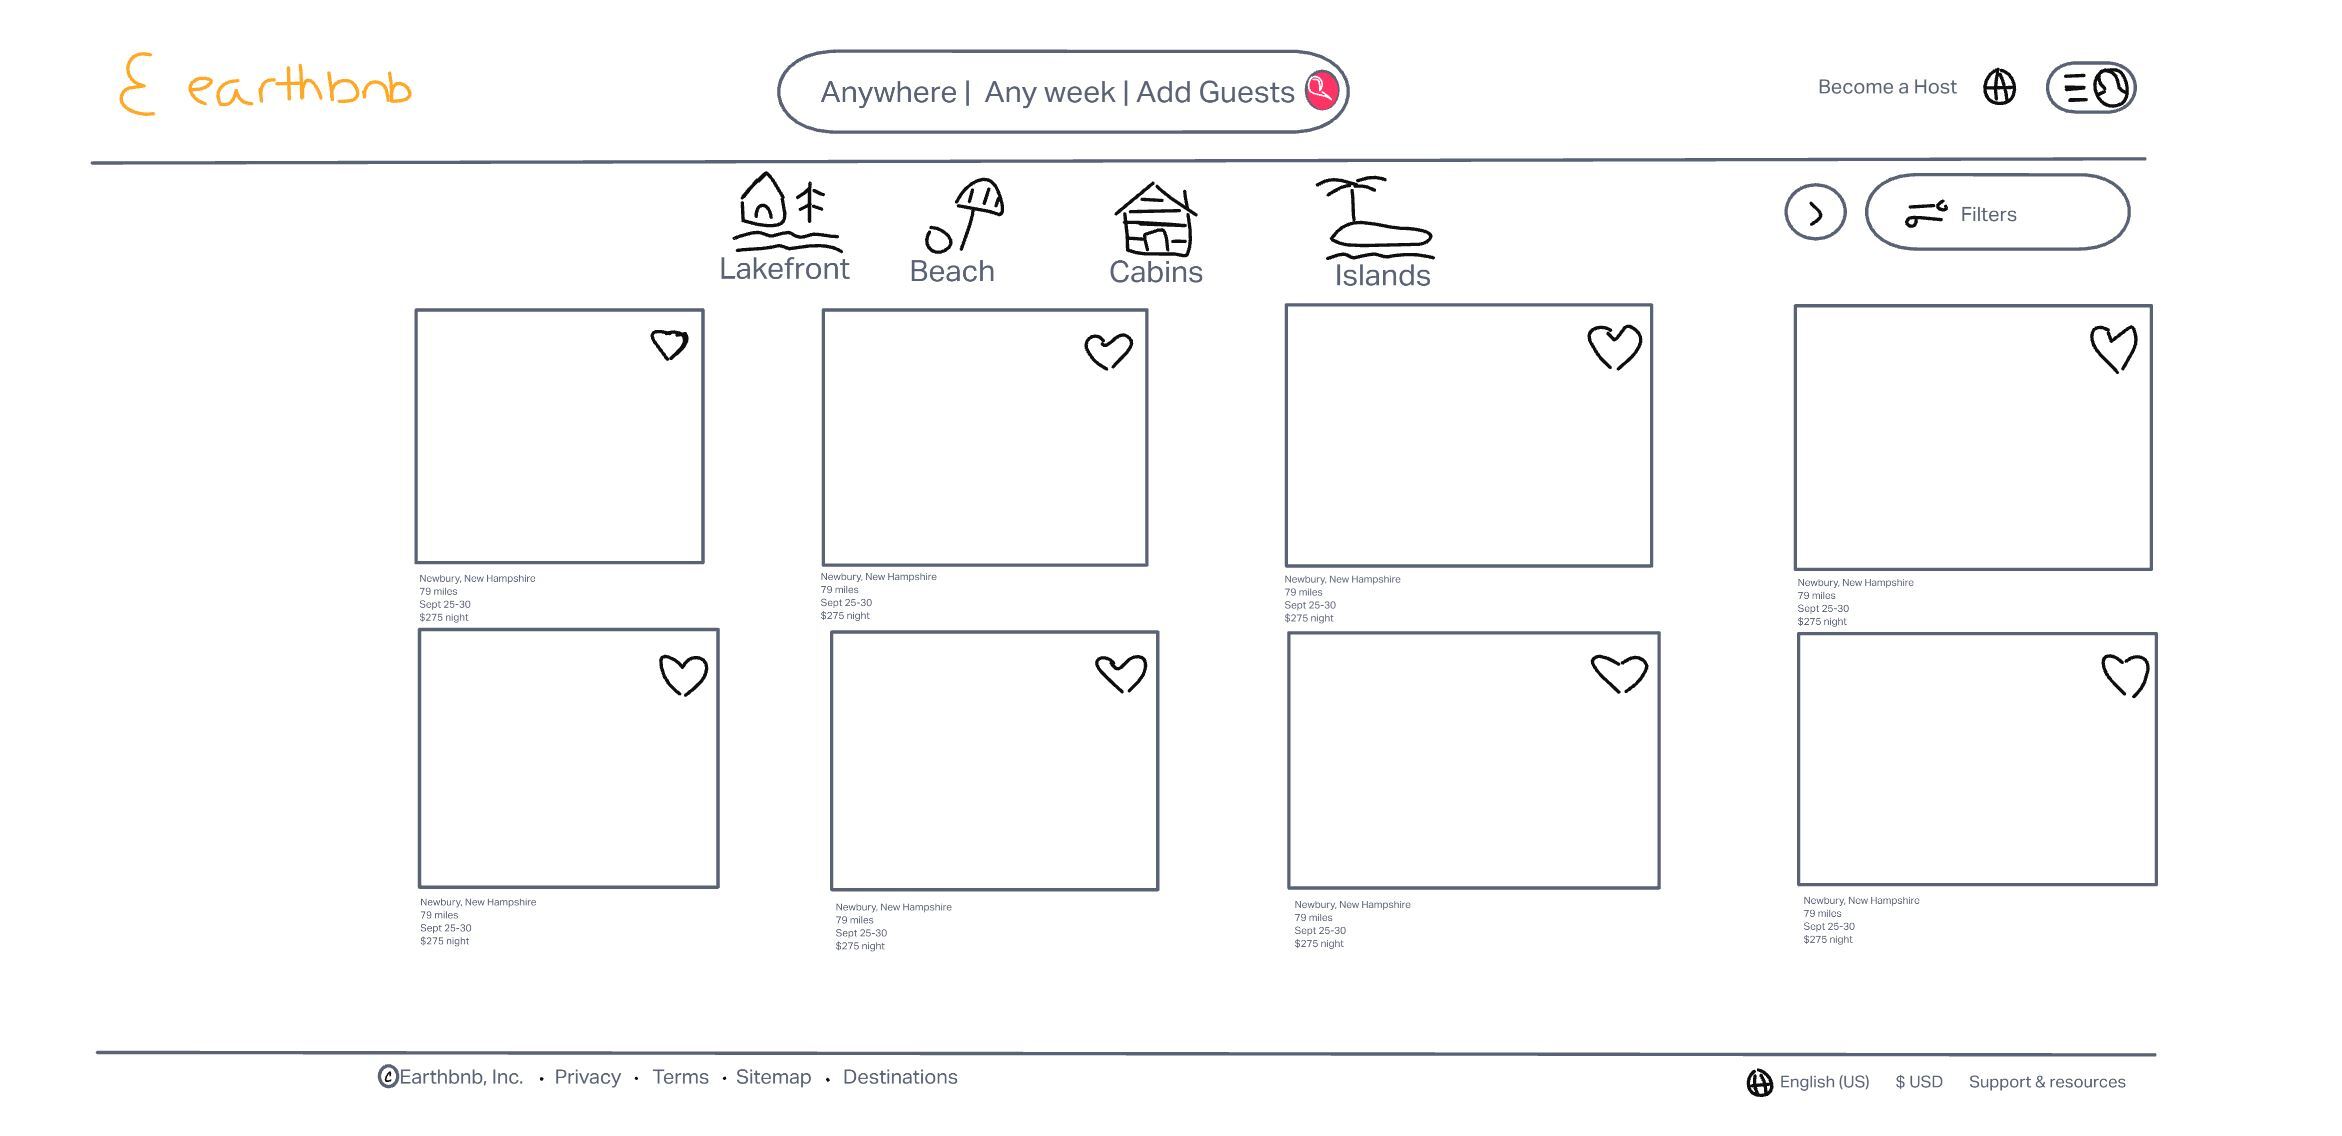 Ɛ earthbnb
Anywhere | Any week | Add Guests
Become a Host
Filters
Lakefront
Beach
Cabins
Islands
Newbury, New Hampshire
79 miles
Sept 25-30
$275 night
Newbury, New Hampshire
79 miles
Sept 25-30
$275 night
Newbury, New Hampshire
79 miles
Sept 25-30
$275 night
Newbury, New Hampshire
79 miles
Sept 25-30
$275 night
Newbury, New Hampshire
79 miles
Sept 25-30
$275 night
Newbury, New Hampshire
79 miles
Sept 25-30
$275 night
Newbury, New Hampshire
79 miles
Sept 25-30
$275 night
Newbury, New Hampshire
79 miles
Sept 25-30
$275 night
©Earthbnb, Inc. · Privacy · Terms · Sitemap · Destinations
English (US) $ USD Support & resources